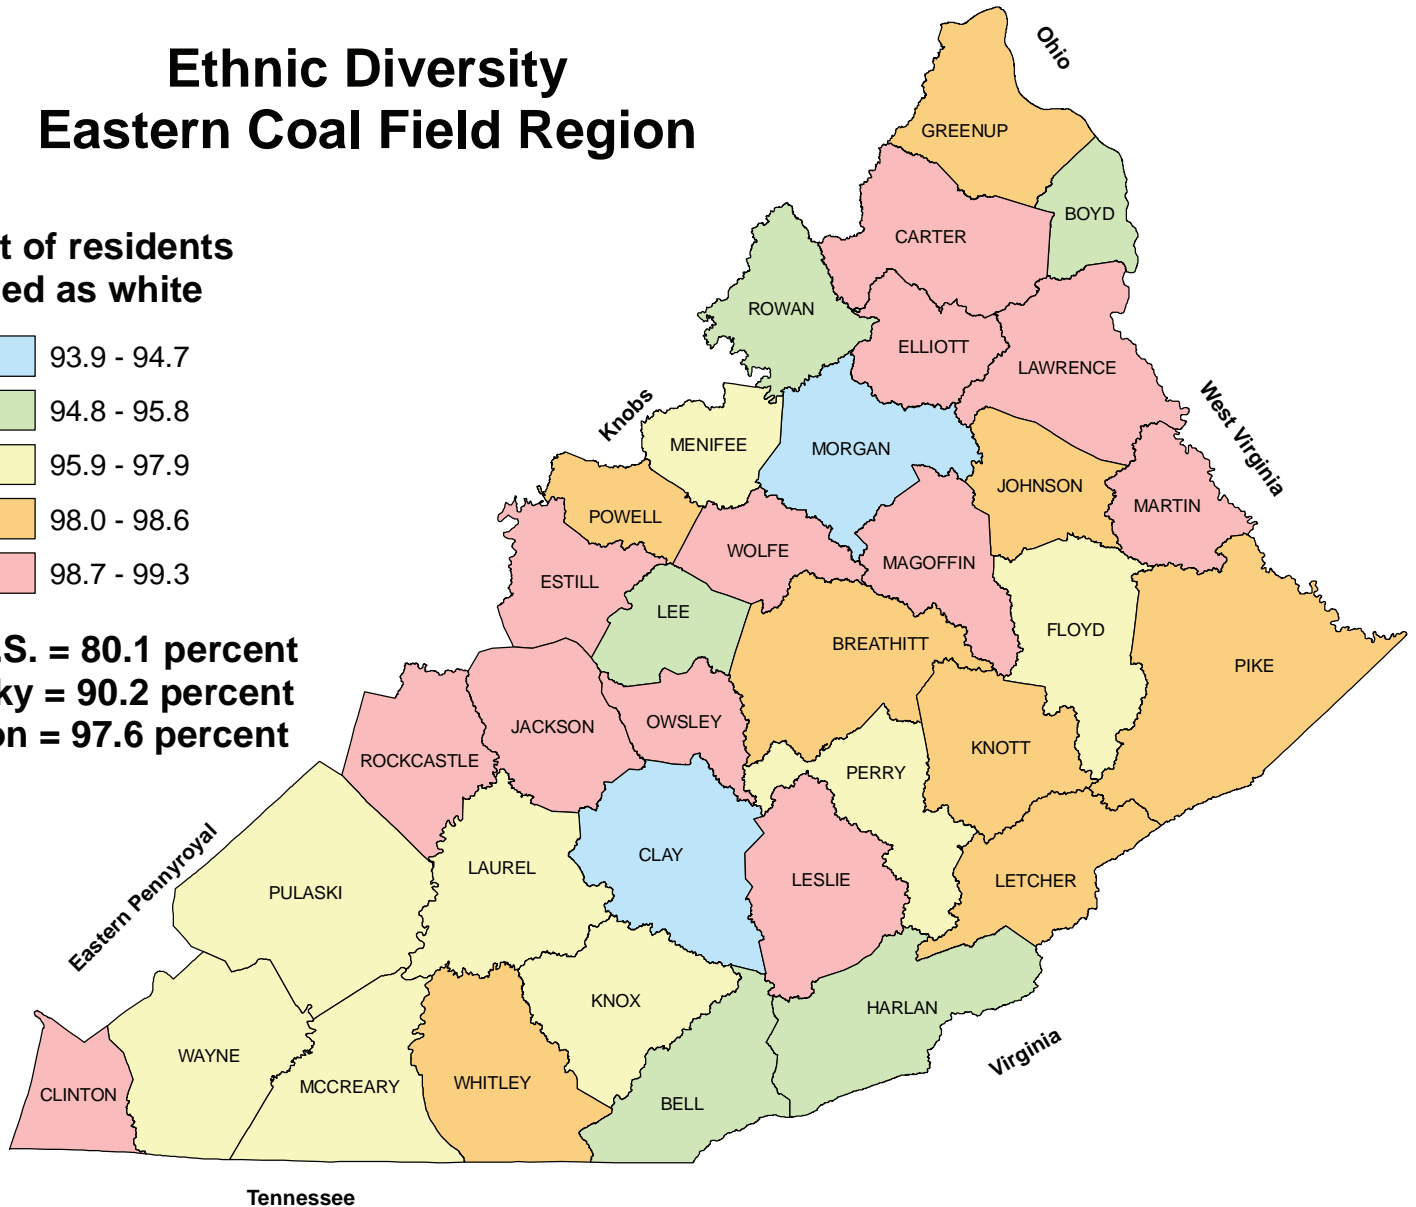 Ethnic Diversity
Eastern Coal Field Region
t of residents
ed as white
93.9 - 94.7
94.8 - 95.8
95.9 - 97.9
98.0 - 98.6
98.7 - 99.3
.S. = 80.1 percent
ky = 90.2 percent
on = 97.6 percent
Ohio
GREENUP
BOYD
CARTER
ROWAN
ELLIOTT
LAWRENCE
West Virginia
Knobs
MENIFEE
MORGAN
JOHNSON
MARTIN
POWELL
WOLFE
MAGOFFIN
ESTILL
LEE
BREATHITT
FLOYD
PIKE
OWSLEY
JACKSON
ROCKCASTLE
KNOTT
PERRY
Eastern Pennyroyal
PULASKI
LAUREL
CLAY
LESLIE
LETCHER
KNOX
HARLAN
WAYNE
MCCREARY
WHITLEY
CLINTON
BELL
Virginia
Tennessee